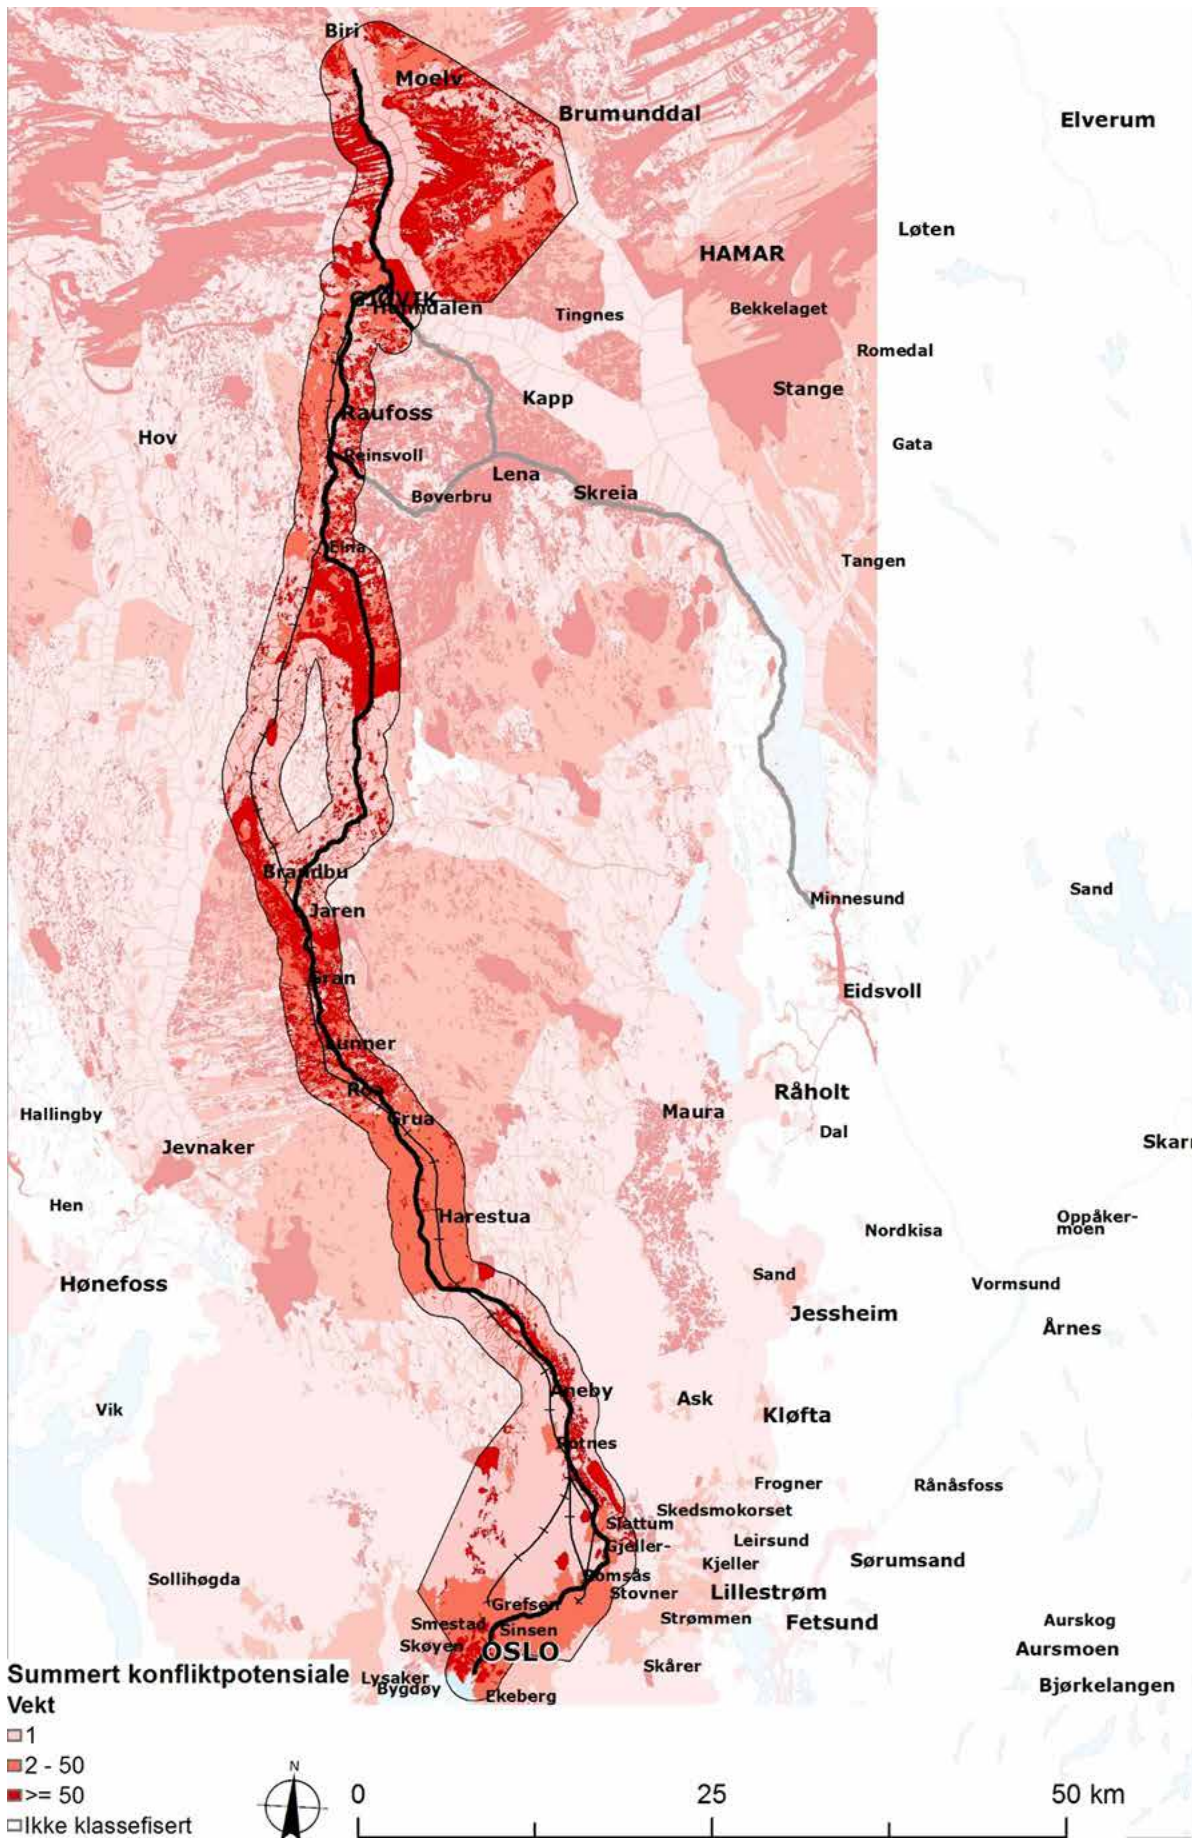 Biri
Moelv
Brumunddal
Elverum
Løten
HAMAR
GJØVIK
Hunndalen
Tingnes
Bekkelaget
Romedal
Kapp
Stange
Raufoss
Hov
Gata
Reinsvoll
Lena
Skreia
Bøverbru
Eina
Tangen
Brandbu
Sand
Minnesund
Jaren
Gran
Eidsvoll
Lunner
Roa
Råholt
Grua
Maura
Hallingby
Dal
Jevnaker
Skarn
Hen
Harestua
Nordkisa
Oppåker-
moen
Sand
Vormsund
Hønefoss
Jessheim
Årnes
Åneby
Ask
Vik
Kløfta
Rotnes
Frogner
Rånåsfoss
Skedsmokorset
Slattum
Gjeller-
Leirsund
Kjeller
Sørumsand
Sollihøgda
Romsås
Stovner
Lillestrøm
Grefsen
Smestad
Sinsen
Strømmen
Fetsund
Aurskog
Skøyen
OSLO
Aursmoen
Skårer
Lysaker
Bygdøy
Ekeberg
Bjørkelangen
Summert konfliktpotensiale
Vekt
1
2 - 50
>= 50
Ikke klassefisert
N
0 25 50 km